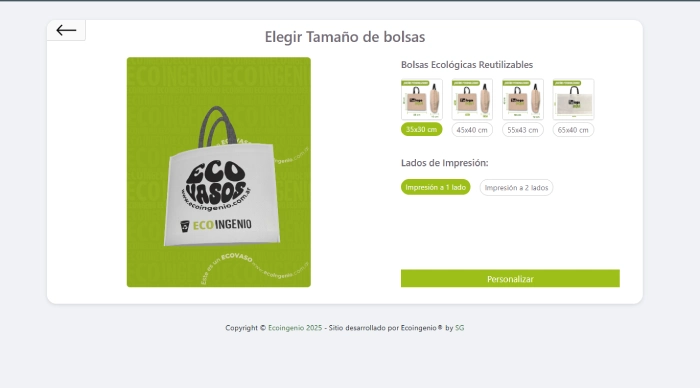 Elegir Tamaño de bolsas
ECOINGENIO ECOINGENIO
ECO
VASOS
www.ecoingenio.com.ar
ECOINGENIO
Este es un ECOVASO www.ecoingenio.com.ar
Bolsas Ecológicas Reutilizables
35x30 cm
45x40 cm
55x43 cm
65x40 cm
Lados de Impresión:
Impresión a 1 lado
Impresión a 2 lados
Personalizar
Copyright © Ecoingenio 2025 - Sitio desarrollado por Ecoingenio® by SG